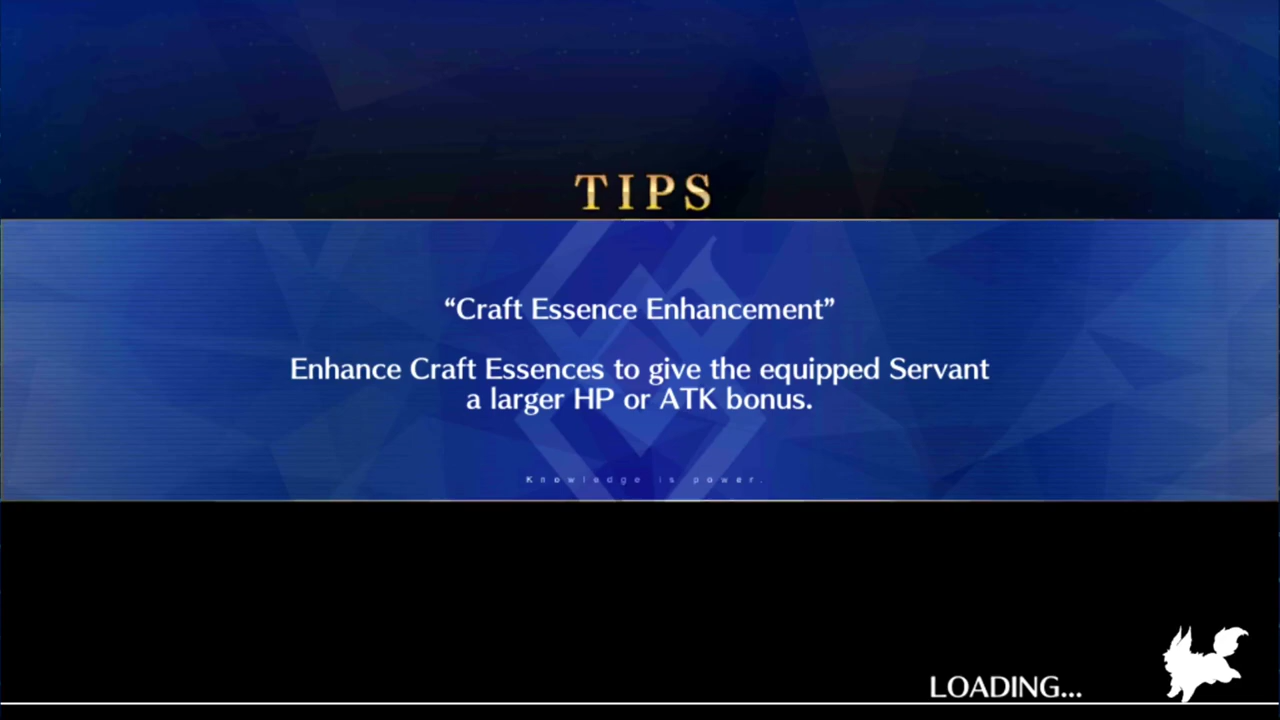 TIPS
“Craft Essence Enhancement”
Enhance Craft Essences to give the equipped Servant
a larger HP or ATK bonus.
Knowledge is power.
LOADING...